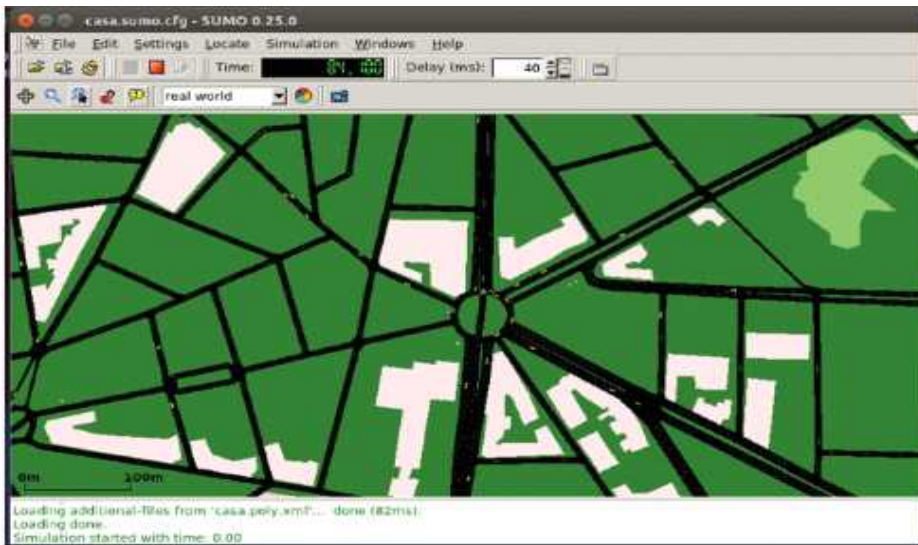 casa.sumo.cfg - SUMO 0.25.0
File Edit Settings Locate Simulation Windows Help
Time: 84.100 Delay (ms): 40
real world
0m 100m
Loading additional-files from 'casa.poly.xml'... done (82ms).
Loading done.
Simulation started with time: 0.00